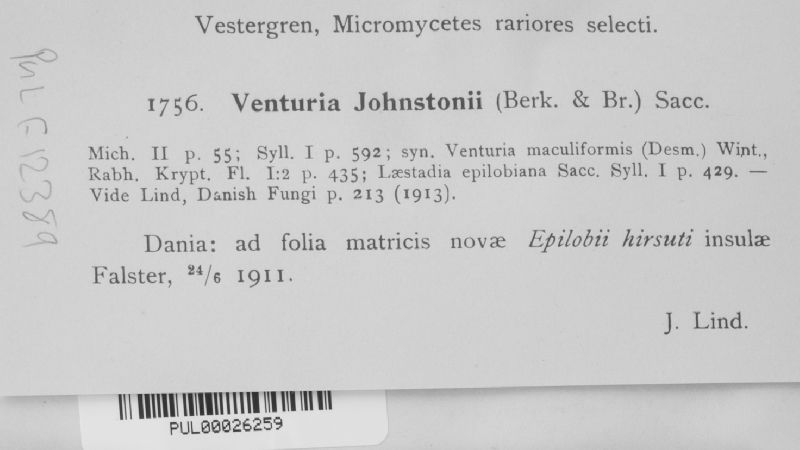 Vestergren, Micromycetes rariores selecti.
1756. Venturia Johnstonii (Berk. & Br.) Sacc.
Mich. II p. 55; Syll. I p. 592; syn. Venturia maculiformis (Desm.) Wint.,
Rabh. Krypt. Fl. I:2 p. 435; Læstadia epilobiana Sacc. Syll. I p. 429. —
Vide Lind, Danish Fungi p. 213 (1913).
Dania: ad folia matricis novæ Epilobii hirsuti insulæ
Falster, 24/6 1911.
J. Lind.
PUL F12389
PUL00026259